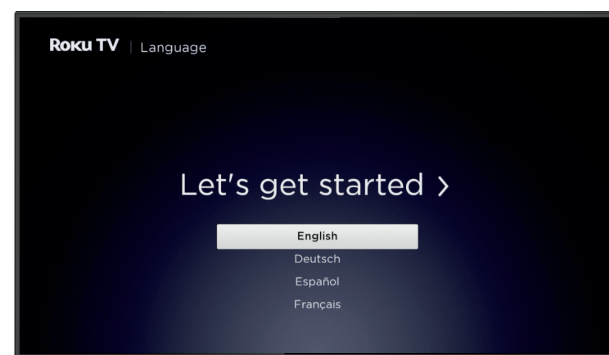 Roku TV | Language
Let's get started >
English
Deutsch
Español
Français